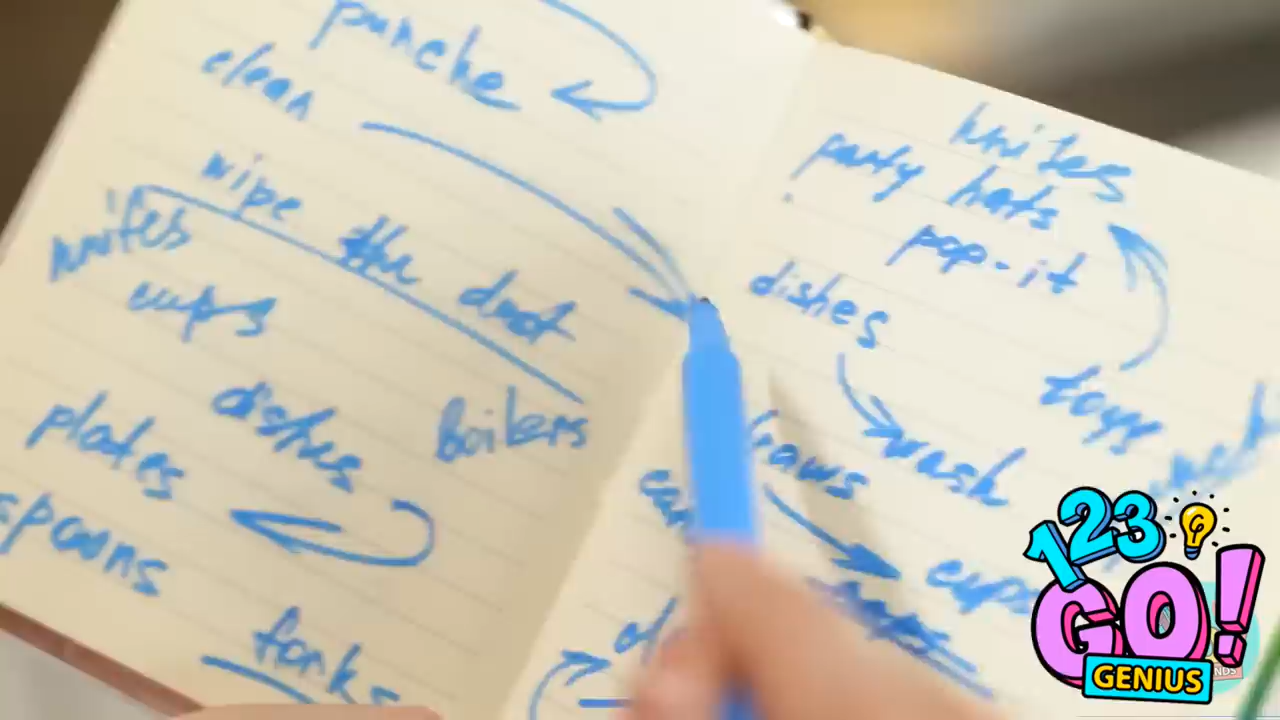 punche
clean
wipe the dust
knifes
cups
dishes
Boilers
plates
spoons
forks
knifes
party hats
pop-it
dishes
toys
wash
cups
123
GO!
GENIUS